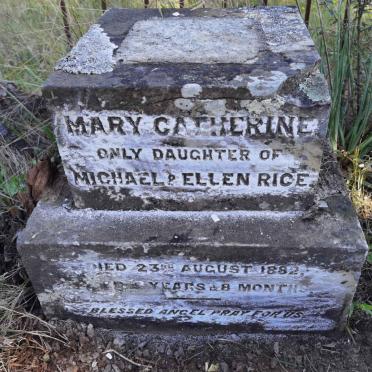 MARY CATHERINE
ONLY DAUGHTER OF
MICHAEL & ELLEN RICE
DIED 23RD AUGUST 1882
YEARS & 8 MONTHS
BLESSED ANGEL PRAY FOR US